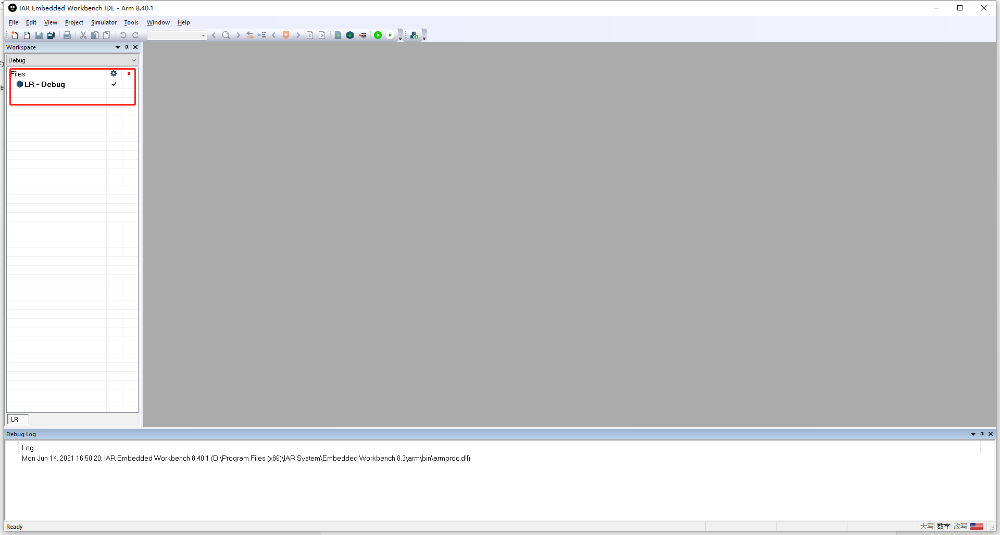 IAR Embedded Workbench IDE - Arm 8.40.1
File Edit View Project Simulator Tools Window Help
Workspace
Debug
Files
LR - Debug
LR
Debug Log
Log
Mon Jun 14, 2021 16:50:20: IAR Embedded Workbench 8.40.1 (D:\Program Files (x86)\IAR System\Embedded Workbench 8.3\arm\bin\armproc.dll)
Ready
大写 数字 改写